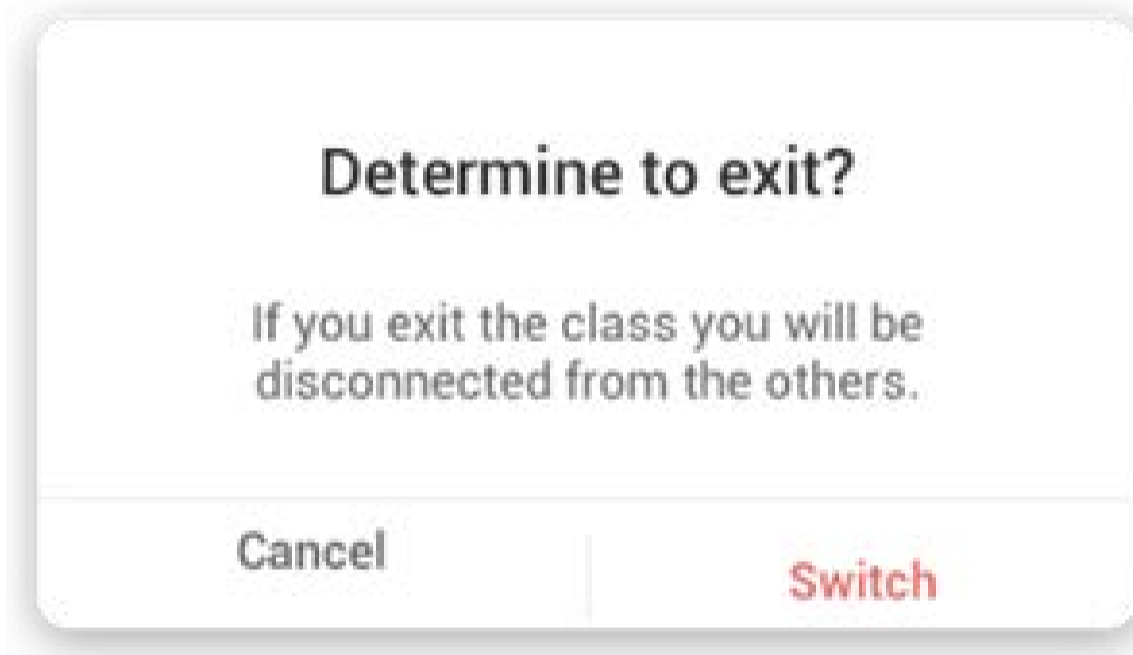 Determine to exit?
If you exit the class you will be
disconnected from the others.
Cancel
Switch